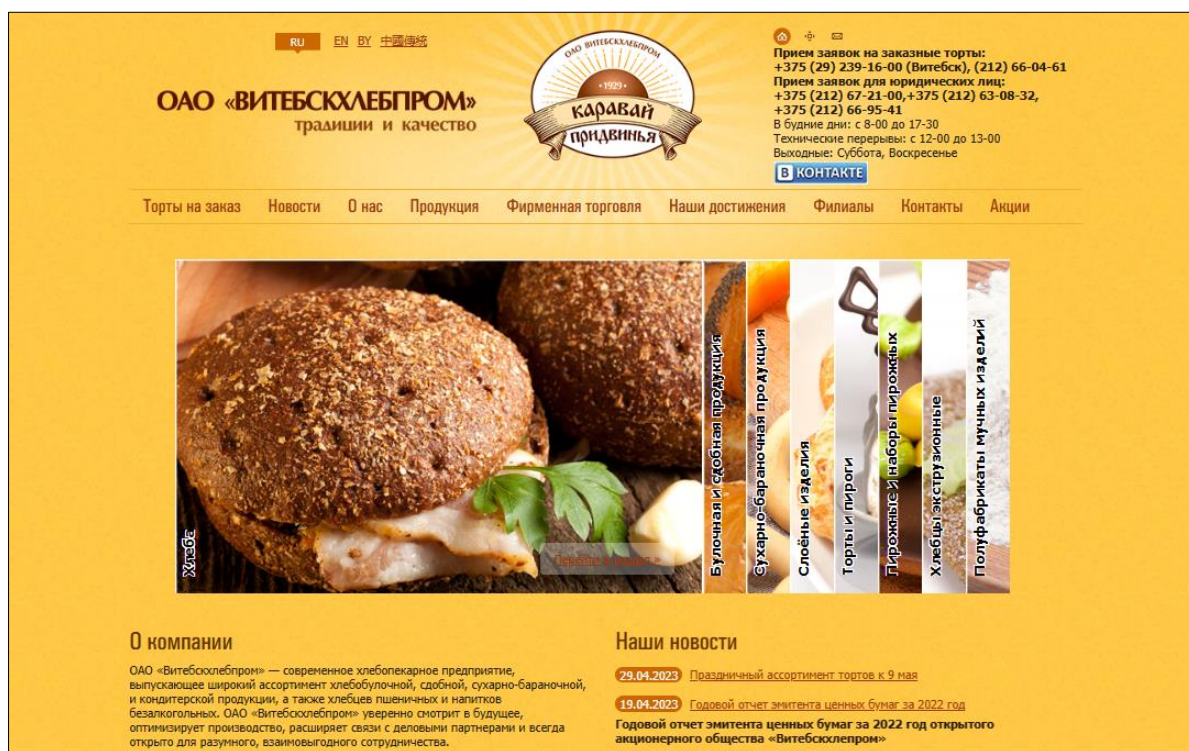 RU EN BY 中國傳統
ОАО «ВИТЕБСКХЛЕБПРОМ»
традиции и качество
ОАО ВИТЕБСКХЛЕБПРОМ
•1929•
каравай
придвинья
Прием заявок на заказные торты:
+375 (29) 239-16-00 (Витебск), (212) 66-04-61
Прием заявок для юридических лиц:
+375 (212) 67-21-00,+375 (212) 63-08-32,
+375 (212) 66-95-41
В будние дни: с 8-00 до 17-30
Технические перерывы: с 12-00 до 13-00
Выходные: Суббота, Воскресенье
В КОНТАКТЕ
Торты на заказ Новости О нас Продукция Фирменная торговля Наши достижения Филиалы Контакты Акции
Хлеба
Булочная и сдобная продукция
Сухарно-бараночная продукция
Слоёные изделия
Торты и пироги
Пирожные и наборы пирожных
Хлебцы экструзионные
Полуфабрикаты мучных изделий
О компании
ОАО «Витебскхлебпром» — современное хлебопекарное предприятие,
выпускающее широкий ассортимент хлебобулочной, сдобной, сухарно-бараночной,
и кондитерской продукции, а также хлебцев пшеничных и напитков
безалкогольных. ОАО «Витебскхлебпром» уверенно смотрит в будущее,
оптимизирует производство, расширяет связи с деловыми партнерами и всегда
открыто для разумного, взаимовыгодного сотрудничества.
Наши новости
29.04.2023 Праздничный ассортимент тортов к 9 мая
19.04.2023 Годовой отчет эмитента ценных бумаг за 2022 год
Годовой отчет эмитента ценных бумаг за 2022 год открытого
акционерного общества «Витебскхлепром»